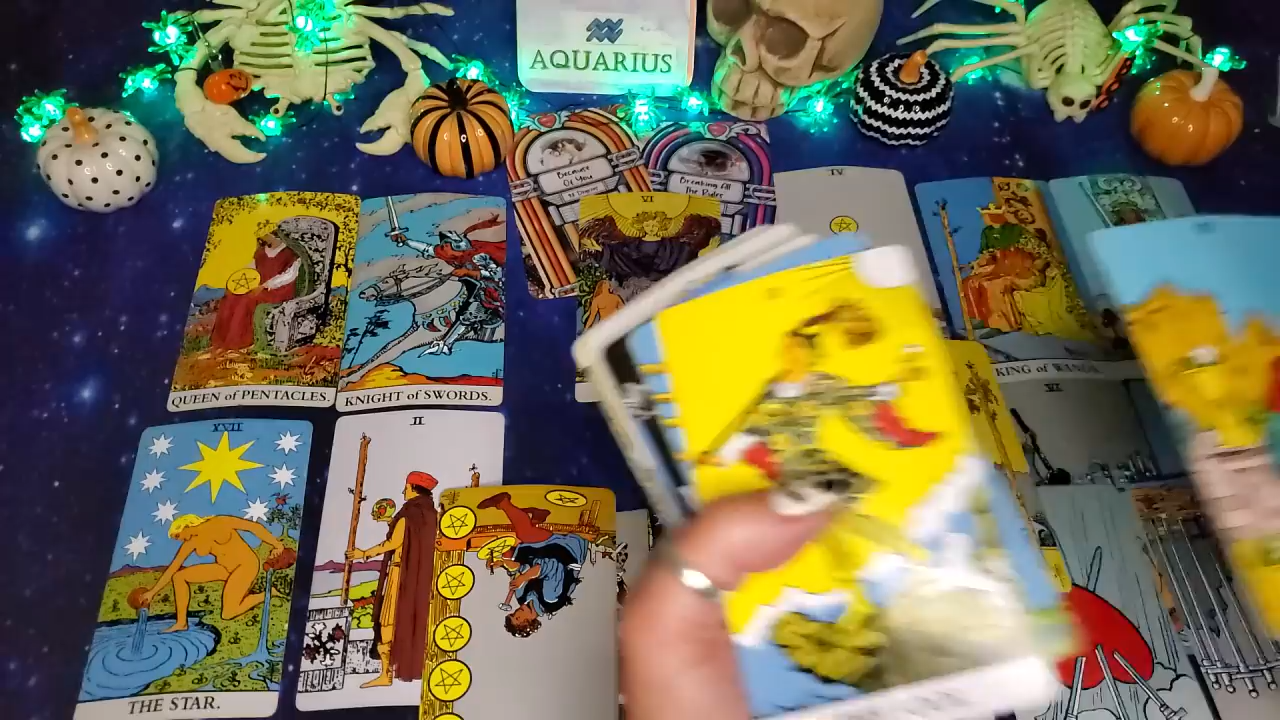 AQUARIUS
Because
Of You
Breaking All
The Rules
VI
IV
QUEEN of PENTACLES.
KNIGHT of SWORDS.
KING of WANDS.
VI
XVII
II
THE STAR.